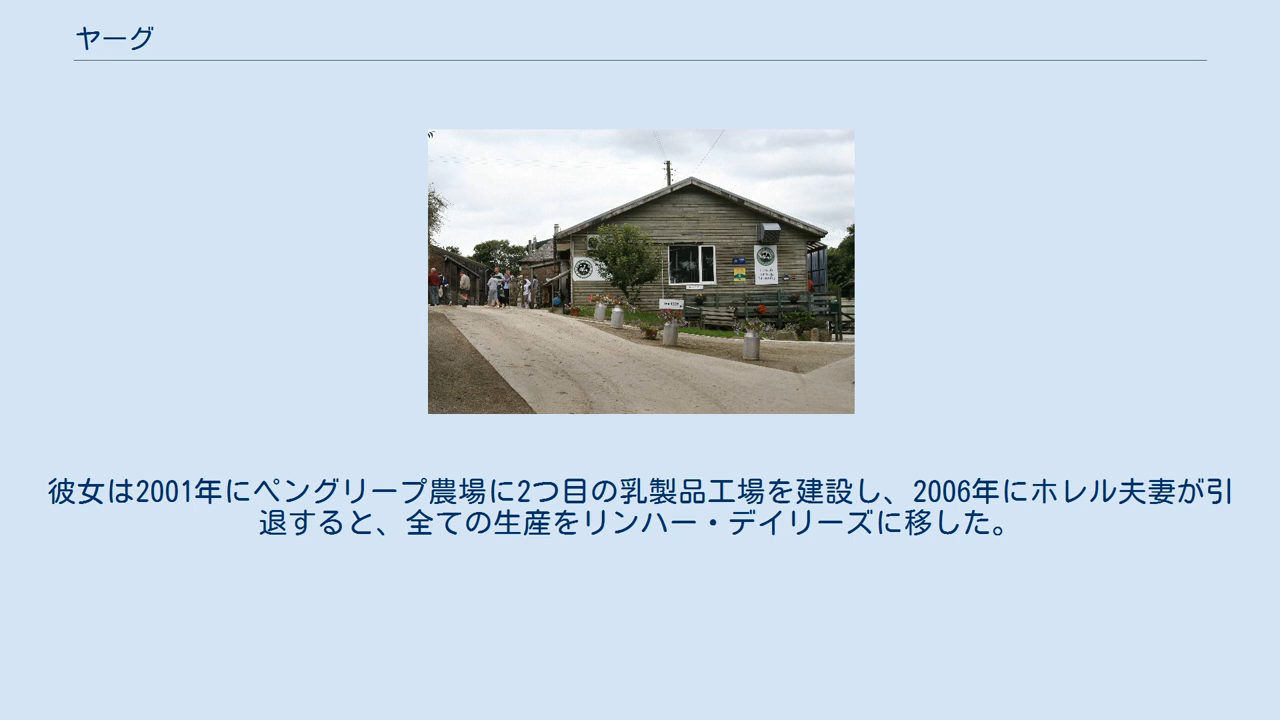 ヤーグ
彼女は2001年にペングリープ農場に2つ目の乳製品工場を建設し、2006年にホレル夫妻が引
退すると、全ての生産をリンハー・デイリーズに移した。